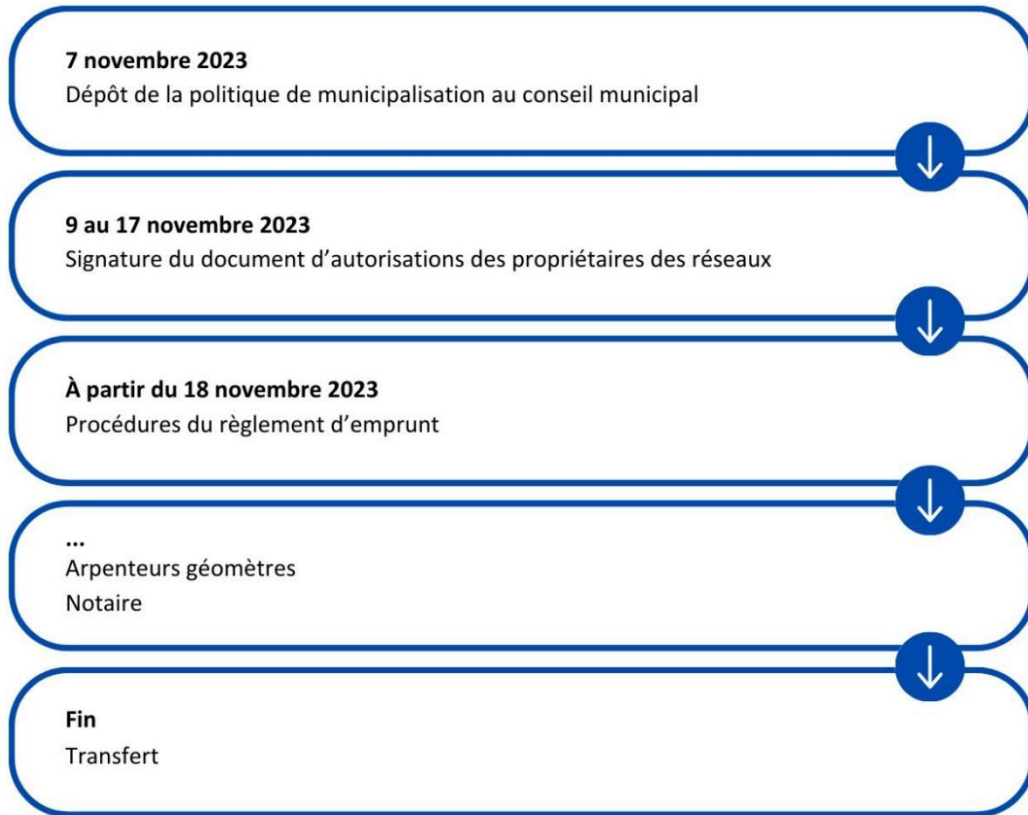 7 novembre 2023
Dépôt de la politique de municipalisation au conseil municipal
9 au 17 novembre 2023
Signature du document d’autorisations des propriétaires des réseaux
À partir du 18 novembre 2023
Procédures du règlement d’emprunt
...
Arpenteurs géomètres
Notaire
Fin
Transfert